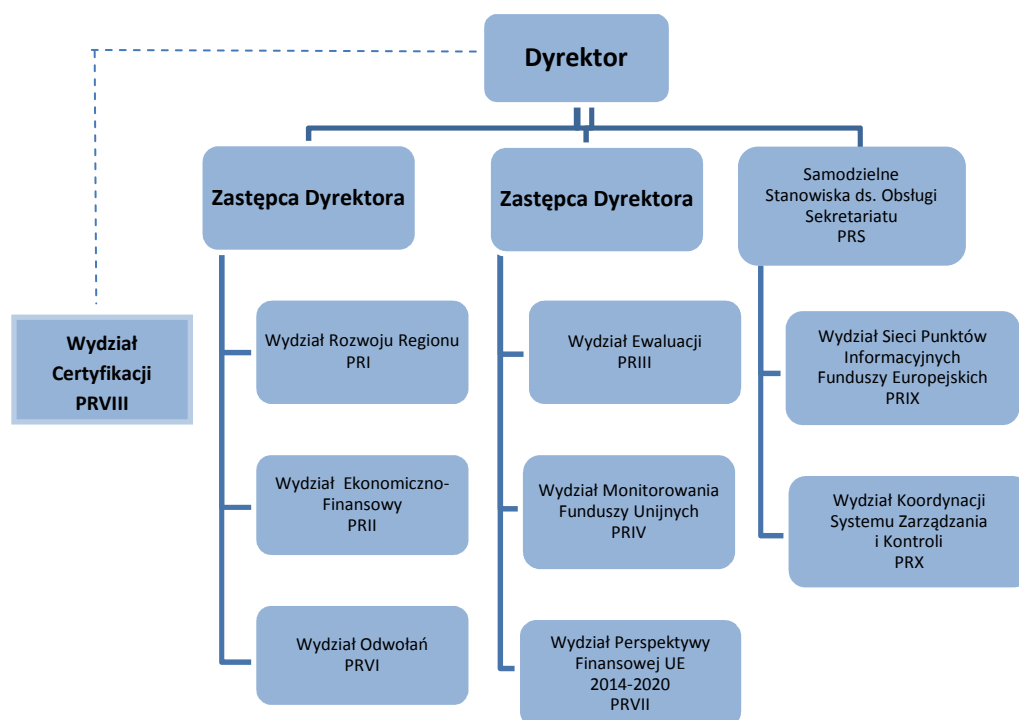 Dyrektor
Zastępca Dyrektora
Zastępca Dyrektora
Samodzielne
Stanowiska ds. Obsługi
Sekretariatu
PRS
Wydział
Certyfikacji
PRVIII
Wydział Rozwoju Regionu
PRI
Wydział Ewaluacji
PRIII
Wydział Sieci Punktów
Informacyjnych
Funduszy Europejskich
PRIX
Wydział Ekonomiczno-
Finansowy
PRII
Wydział Monitorowania
Funduszy Unijnych
PRIV
Wydział Koordynacji
Systemu Zarządzania
i Kontroli
PRX
Wydział Odwołań
PRVI
Wydział Perspektywy
Finansowej UE
2014-2020
PRVII